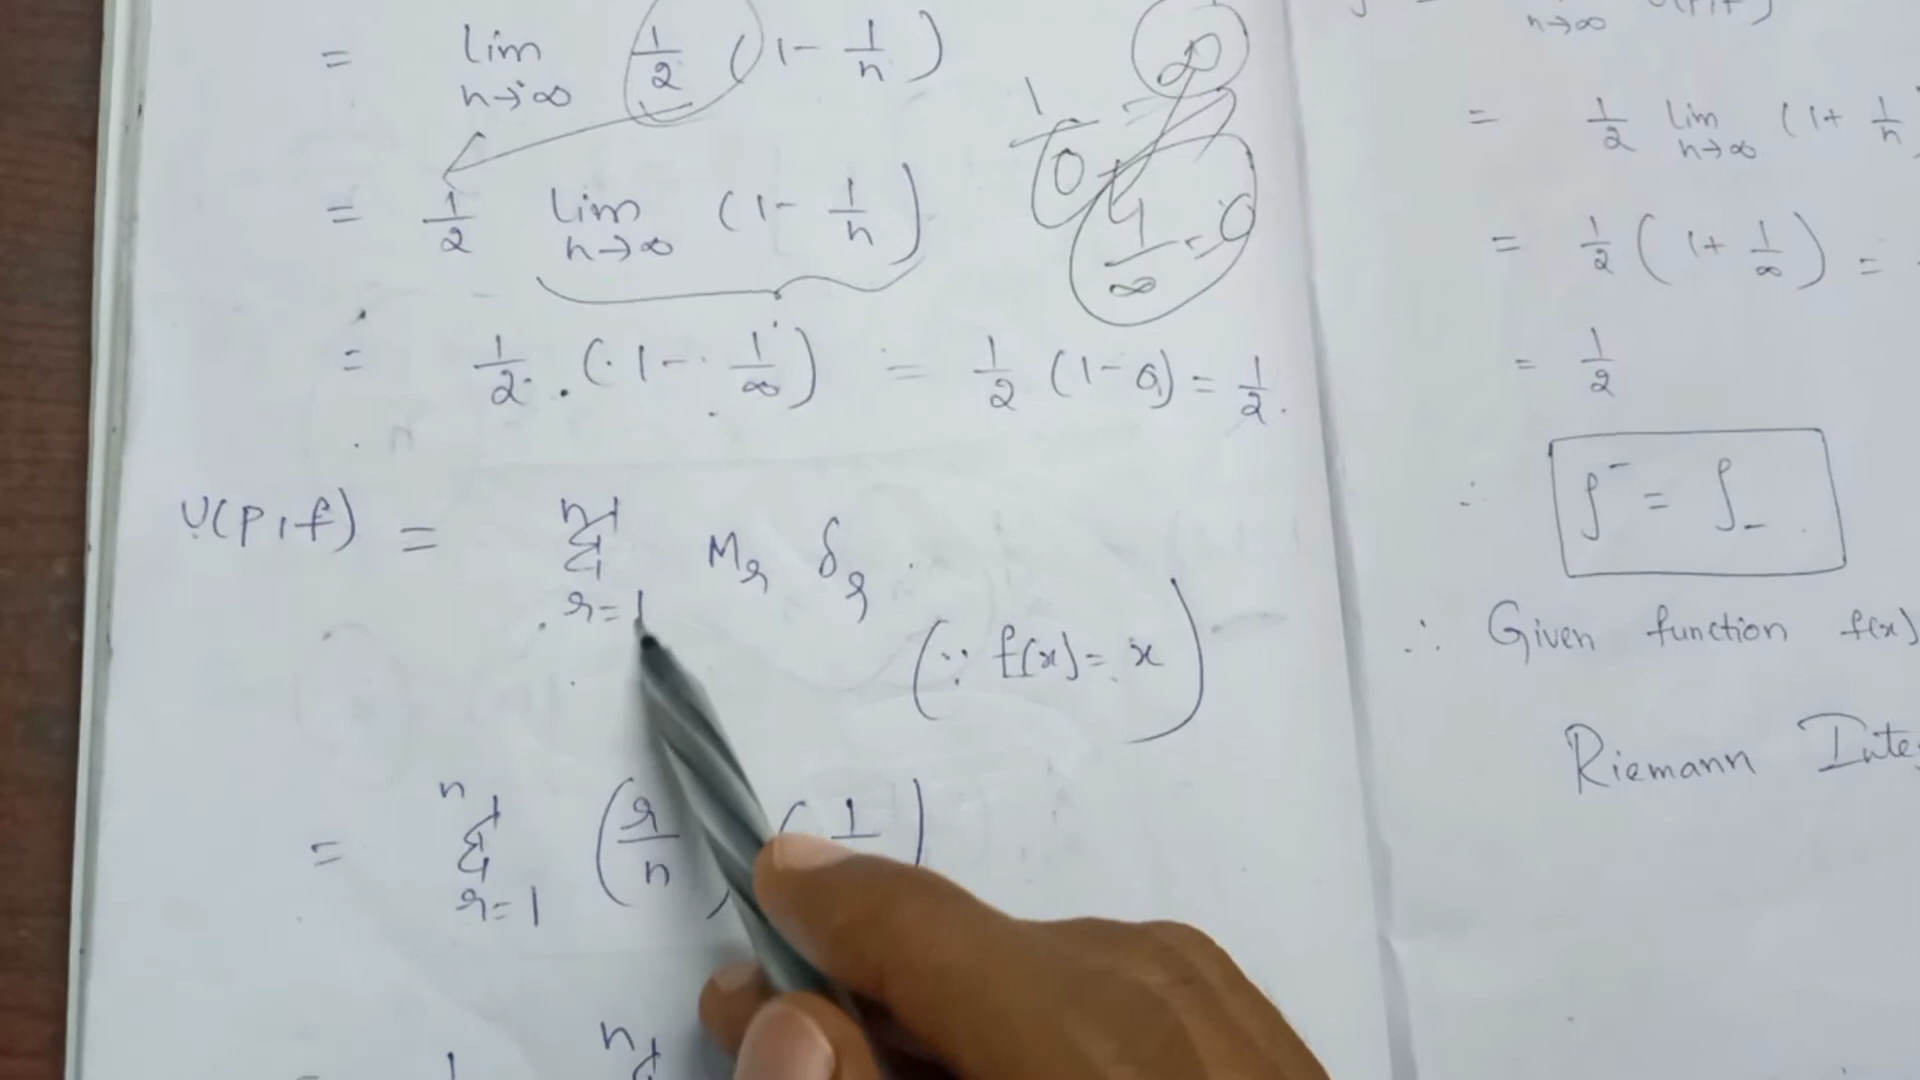 = lim n→∞ 1/2 (1 - 1/n)
= 1/2 lim n→∞ (1 - 1/n)
1/0 = ∞
1/∞ = 0
= 1/2 . (1 - 1/∞) = 1/2 (1 - 0) = 1/2.
U(P, f) = n Σ r=1 Mr δr
(∵ f(x) = x)
= n Σ r=1 (r/n) (1
n Σ
n→∞
= 1/2 lim n→∞ (1 + 1/n
= 1/2 (1 + 1/∞) =
= 1/2
∴ ∫⁻ = ∫₋
∴ Given function f(x)
Riemann